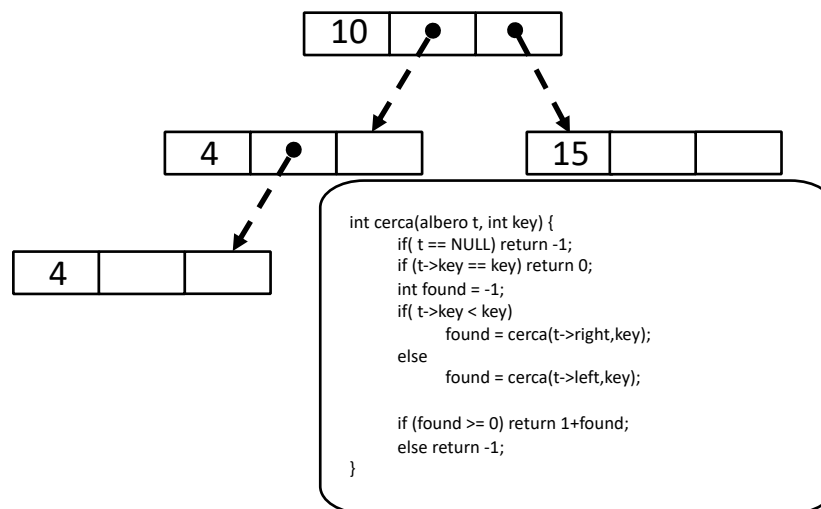 10
4
15
4
int cerca(albero t, int key) {
if( t == NULL) return -1;
if (t->key == key) return 0;
int found = -1;
if( t->key < key)
found = cerca(t->right,key);
else
found = cerca(t->left,key);
if (found >= 0) return 1+found;
else return -1;
}